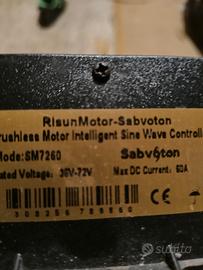 RisunMotor-Sabvoton
rushless Motor Intelligent Sine Wave Controll
Mode:SM7260
Sabvoton
ated Voltage: 36V-72V
Max DC Current: 60A
subito